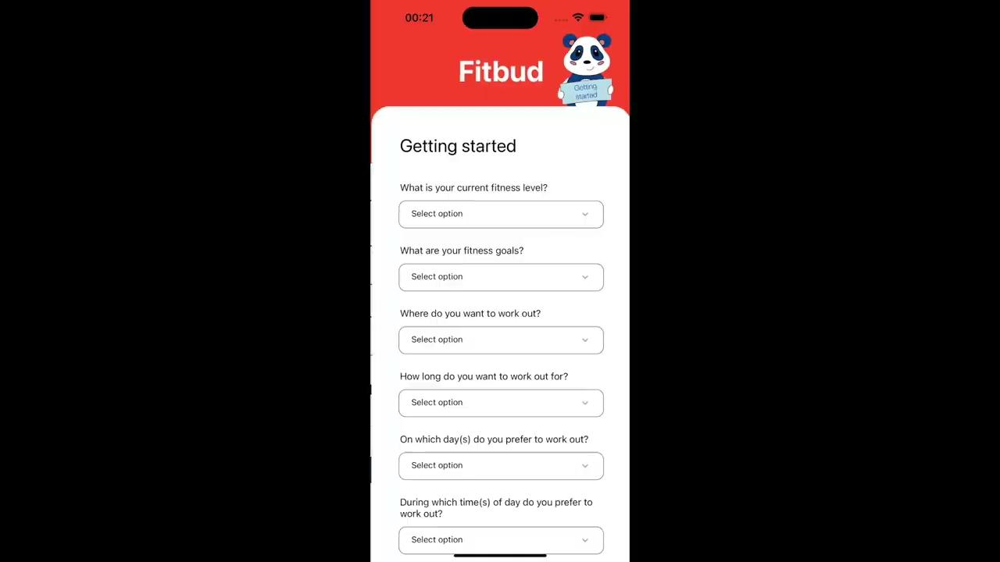 00:21
Fitbud
Getting
started
Getting started
What is your current fitness level?
Select option
What are your fitness goals?
Select option
Where do you want to work out?
Select option
How long do you want to work out for?
Select option
On which day(s) do you prefer to work out?
Select option
During which time(s) of day do you prefer to
work out?
Select option